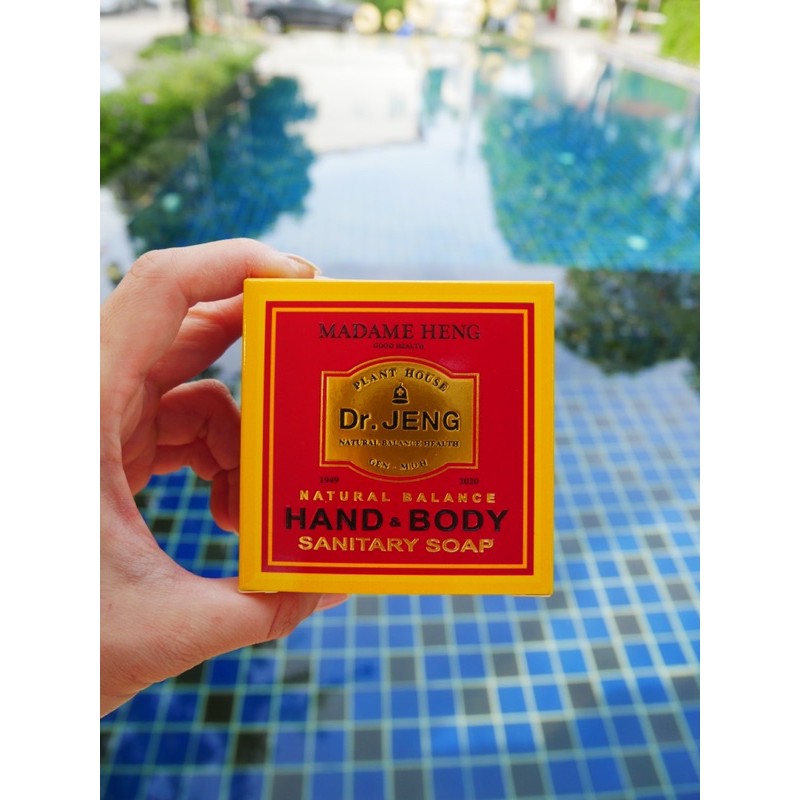 MADAME HENG
GOOD HEALTH
PLANT HOUSE
Dr. JENG
NATURAL BALANCE HEALTH
1949 2020
NATURAL BALANCE
HAND & BODY
SANITARY SOAP